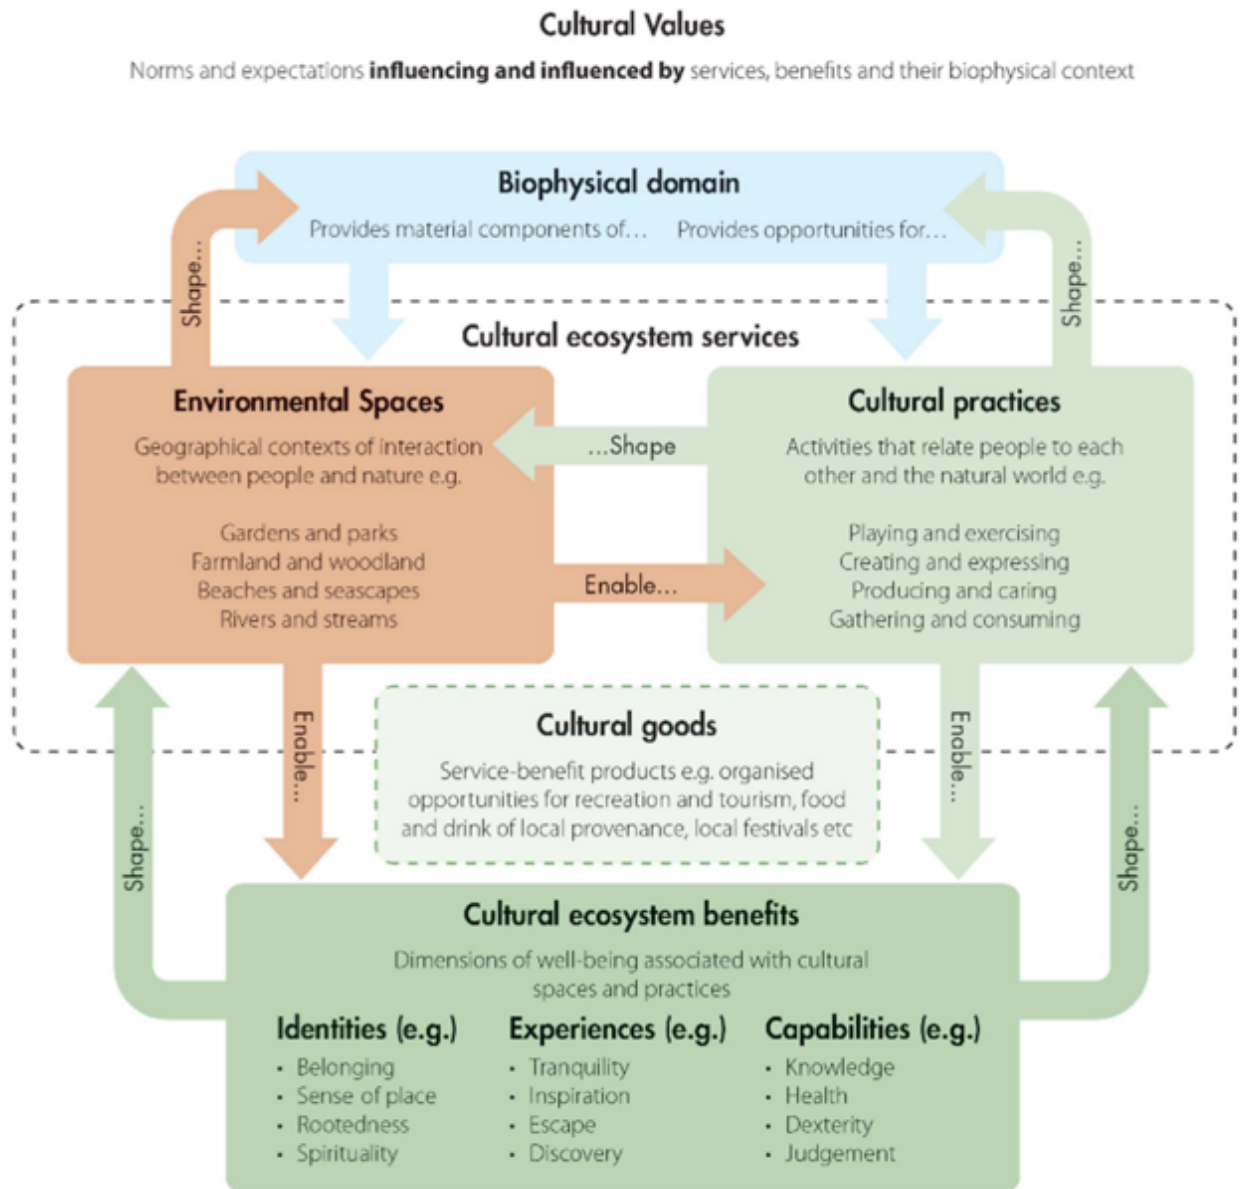 Cultural Values
Norms and expectations influencing and influenced by services, benefits and their biophysical context
Biophysical domain
Provides material components of...
Provides opportunities for...
Shape...
Shape...
Cultural ecosystem services
Environmental Spaces
Geographical contexts of interaction
between people and nature e.g.
Gardens and parks
Farmland and woodland
Beaches and seascapes
Rivers and streams
...Shape
Enable...
Cultural practices
Activities that relate people to each
other and the natural world e.g.
Playing and exercising
Creating and expressing
Producing and caring
Gathering and consuming
Enable...
Cultural goods
Service-benefit products e.g. organised
opportunities for recreation and tourism, food
and drink of local provenance, local festivals etc
Enable...
Shape...
Shape...
Cultural ecosystem benefits
Dimensions of well-being associated with cultural
spaces and practices
Identities (e.g.)
• Belonging
• Sense of place
• Rootedness
• Spirituality
Experiences (e.g.)
• Tranquility
• Inspiration
• Escape
• Discovery
Capabilities (e.g.)
• Knowledge
• Health
• Dexterity
• Judgement